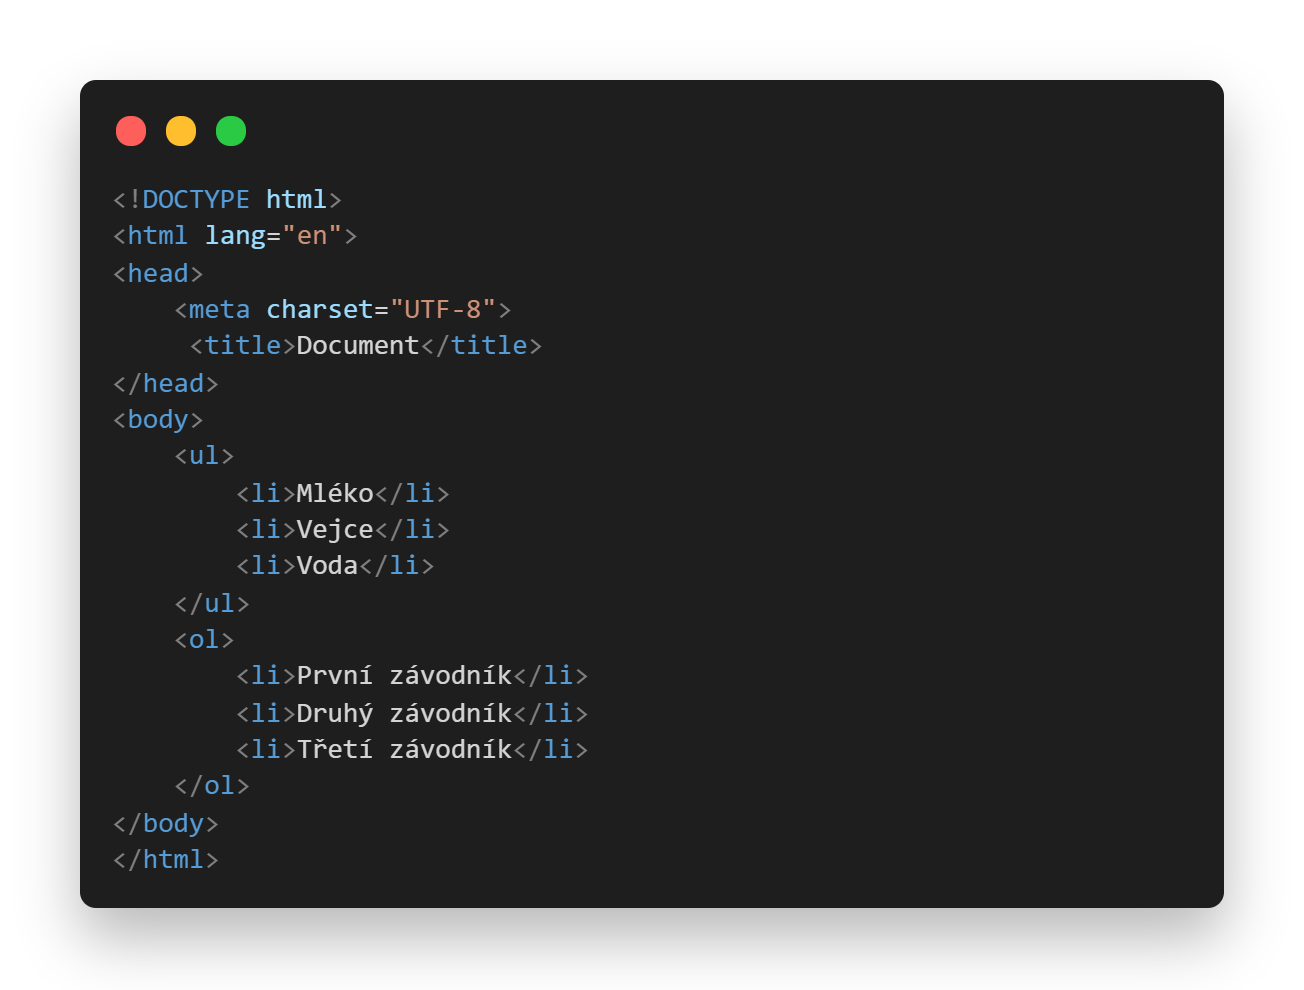 <!DOCTYPE html>
<html lang="en">
<head>
    <meta charset="UTF-8">
     <title>Document</title>
</head>
<body>
    <ul>
        <li>Mléko</li>
        <li>Vejce</li>
        <li>Voda</li>
    </ul>
    <ol>
        <li>První závodník</li>
        <li>Druhý závodník</li>
        <li>Třetí závodník</li>
    </ol>
</body>
</html>